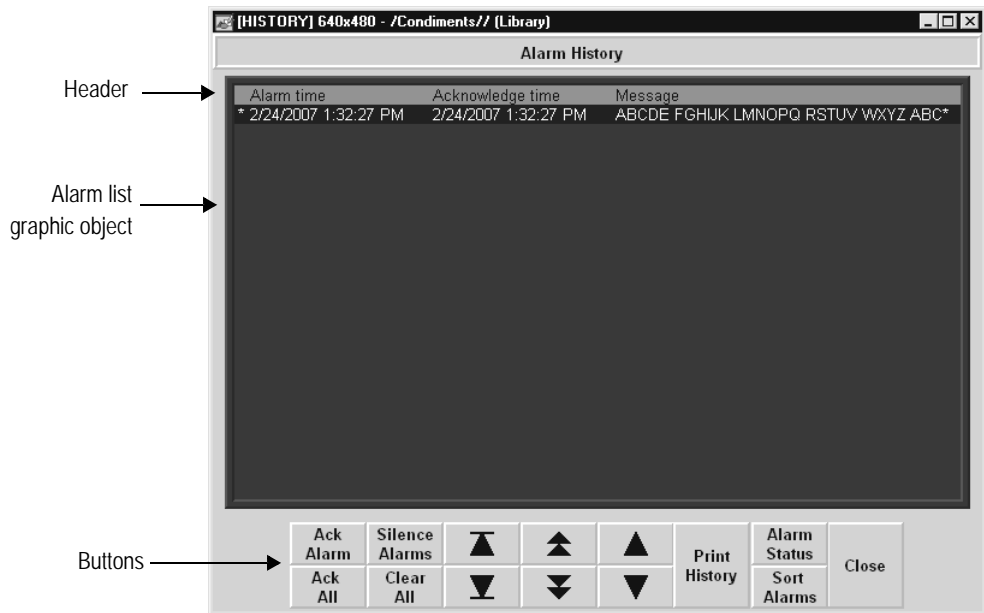 [HISTORY] 640x480 - /Condiments// (Library)
Alarm History
Header
Alarm time Acknowledge time Message
* 2/24/2007 1:32:27 PM 2/24/2007 1:32:27 PM ABCDE FGHIJK LMNOPQ RSTUV WXYZ ABC*
Alarm list
graphic object
Buttons
Ack
Alarm
Silence
Alarms
Ack
All
Clear
All
Print
History
Alarm
Status
Sort
Alarms
Close